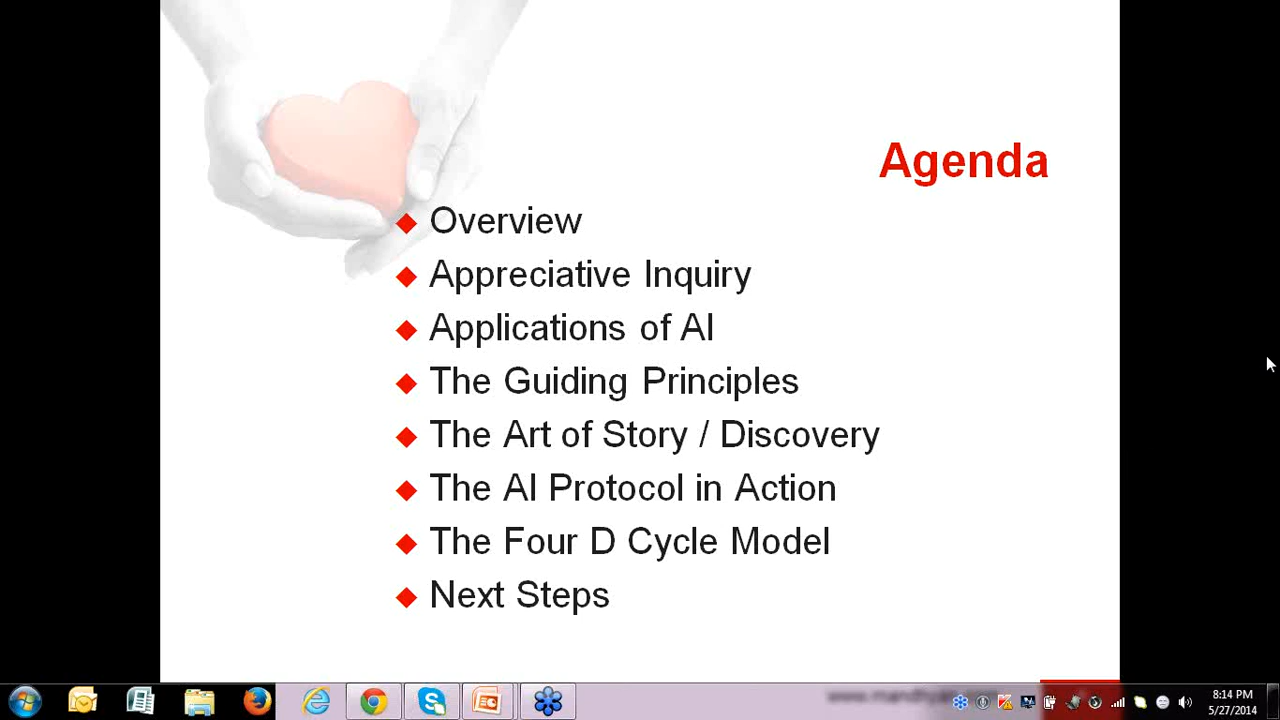 Agenda
Overview
Appreciative Inquiry
Applications of AI
The Guiding Principles
The Art of Story / Discovery
The AI Protocol in Action
The Four D Cycle Model
Next Steps
8:14 PM
5/27/2014